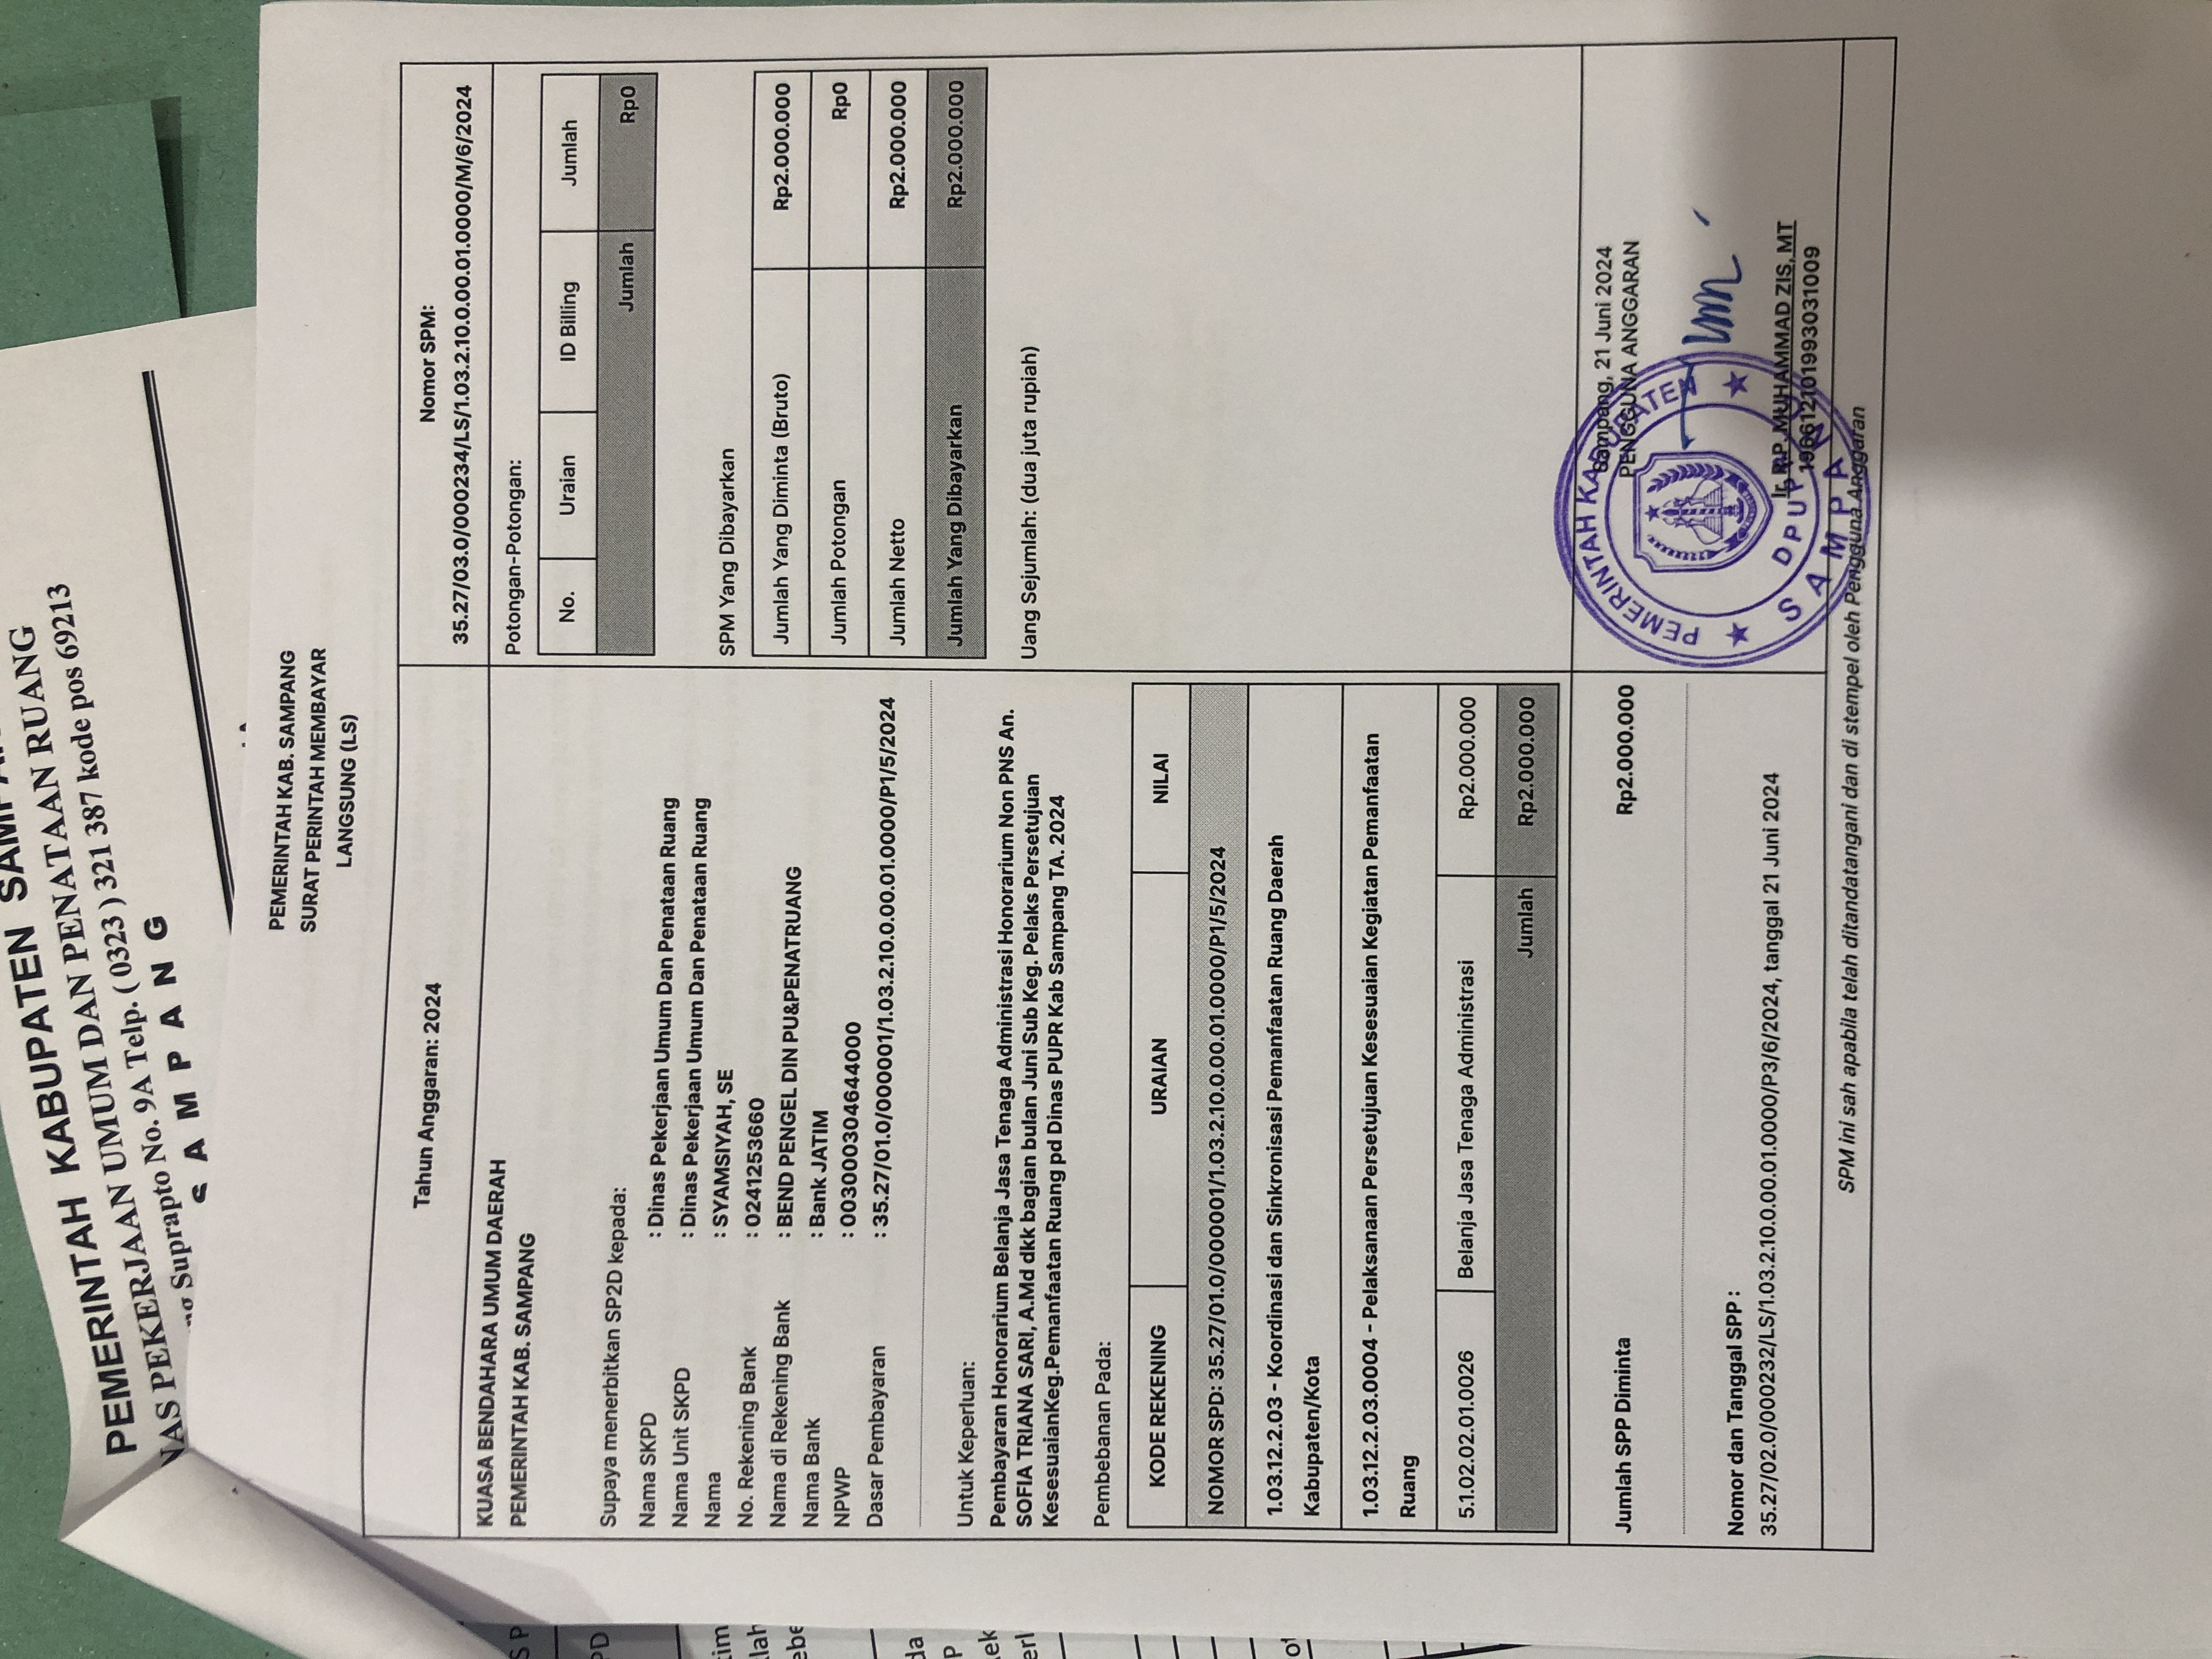 PEMERINTAH KABUPATEN
PEKERJAAN UMUM DAN PENATAAN RUANG
Suprapto No. 9A Telp. ( 0323 ) 321 387 kode pos 69213
S A M P A N G
PEMERINTAH KAB. SAMPANG
SURAT PERINTAH MEMBAYAR
LANGSUNG (LS)
Tahun Anggaran: 2024
Nomor SPM:
35.27/03.0/000234/LS/1.03.2.10.0.00.01.0000/M/6/2024
KUASA BENDAHARA UMUM DAERAH
PEMERINTAH KAB. SAMPANG
Supaya menerbitkan SP2D kepada:
Nama SKPD : Dinas Pekerjaan Umum Dan Penataan Ruang
Nama Unit SKPD : Dinas Pekerjaan Umum Dan Penataan Ruang
Nama : SYAMSIYAH, SE
No. Rekening Bank : 0241253660
Nama di Rekening Bank : BEND PENGEL DIN PU&PENATRUANG
Nama Bank : Bank JATIM
NPWP : 003000304644000
Dasar Pembayaran : 35.27/01.0/000001/1.03.2.10.0.00.01.0000/P1/5/2024
Untuk Keperluan:
Pembayaran Honorarium Belanja Jasa Tenaga Administrasi Honorarium Non PNS An.
SOFIA TRIANA SARI, A.Md dkk bagian bulan Juni Sub Keg. Pelaks Persetujuan
KesesuaianKeg.Pemanfaatan Ruang pd Dinas PUPR Kab Sampang TA. 2024
Pembebanan Pada:
KODE REKENING URAIAN NILAI
NOMOR SPD: 35.27/01.0/000001/1.03.2.10.0.00.01.0000/P1/5/2024
1.03.12.2.03 - Koordinasi dan Sinkronisasi Pemanfaatan Ruang Daerah
Kabupaten/Kota
1.03.12.2.03.0004 - Pelaksanaan Persetujuan Kesesuaian Kegiatan Pemanfaatan
Ruang
5.1.02.02.01.0026 Belanja Jasa Tenaga Administrasi Rp2.000.000
Jumlah Rp2.000.000
Potongan-Potongan:
No. Uraian ID Billing Jumlah
Jumlah Rp0
SPM Yang Dibayarkan
Jumlah Yang Diminta (Bruto) Rp2.000.000
Jumlah Potongan Rp0
Jumlah Netto Rp2.000.000
Jumlah Yang Dibayarkan Rp2.000.000
Uang Sejumlah: (dua juta rupiah)
Jumlah SPP Diminta Rp2.000.000
Nomor dan Tanggal SPP :
35.27/02.0/000232/LS/1.03.2.10.0.00.01.0000/P3/6/2024, tanggal 21 Juni 2024
Sampang, 21 Juni 2024
PENGGUNA ANGGARAN
PEMERINTAH KABUPATEN
SAMPANG
Ir. R.P. MUHAMMAD ZIS, MT
196612101993031009
SPM ini sah apabila telah ditandatangani dan di stempel oleh Pengguna Anggaran